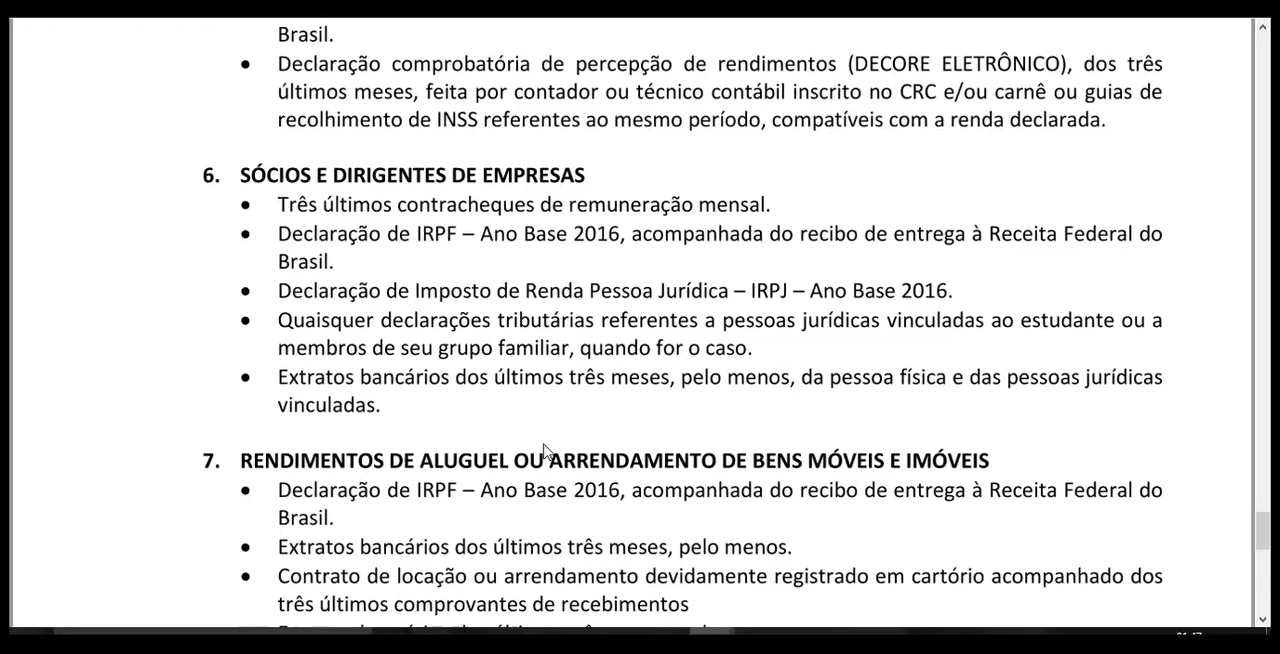 Brasil.
• Declaração comprobatória de percepção de rendimentos (DECORE ELETRÔNICO), dos três
últimos meses, feita por contador ou técnico contábil inscrito no CRC e/ou carnê ou guias de
recolhimento de INSS referentes ao mesmo período, compatíveis com a renda declarada.
6. SÓCIOS E DIRIGENTES DE EMPRESAS
• Três últimos contracheques de remuneração mensal.
• Declaração de IRPF – Ano Base 2016, acompanhada do recibo de entrega à Receita Federal do
Brasil.
• Declaração de Imposto de Renda Pessoa Jurídica – IRPJ – Ano Base 2016.
• Quaisquer declarações tributárias referentes a pessoas jurídicas vinculadas ao estudante ou a
membros de seu grupo familiar, quando for o caso.
• Extratos bancários dos últimos três meses, pelo menos, da pessoa física e das pessoas jurídicas
vinculadas.
7. RENDIMENTOS DE ALUGUEL OU ARRENDAMENTO DE BENS MÓVEIS E IMÓVEIS
• Declaração de IRPF – Ano Base 2016, acompanhada do recibo de entrega à Receita Federal do
Brasil.
• Extratos bancários dos últimos três meses, pelo menos.
• Contrato de locação ou arrendamento devidamente registrado em cartório acompanhado dos
três últimos comprovantes de recebimentos